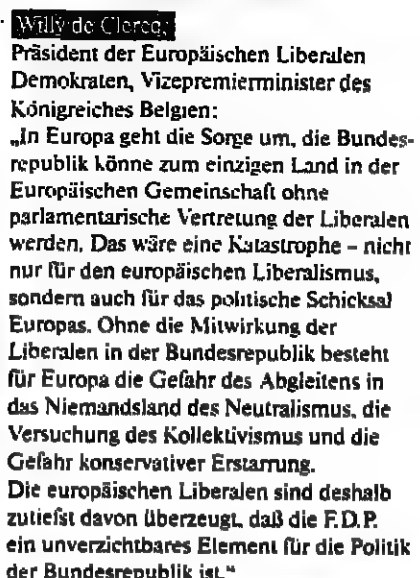 Willy de Clercq,
Präsident der Europäischen Liberalen
Demokraten, Vizepremierminister des
Königreiches Belgien:
„In Europa geht die Sorge um, die Bundes-
republik könne zum einzigen Land in der
Europäischen Gemeinschaft ohne
parlamentarische Vertretung der Liberalen
werden. Das wäre eine Katastrophe – nicht
nur für den europäischen Liberalismus,
sondern auch für das politische Schicksal
Europas. Ohne die Mitwirkung der
Liberalen in der Bundesrepublik besteht
für Europa die Gefahr des Abgleitens in
das Niemandsland des Neutralismus, die
Versuchung des Kollektivismus und die
Gefahr konservativer Erstarrung.
Die europäischen Liberalen sind deshalb
zutiefst davon überzeugt, daß die F.D.P.
ein unverzichtbares Element für die Politik
der Bundesrepublik ist.“